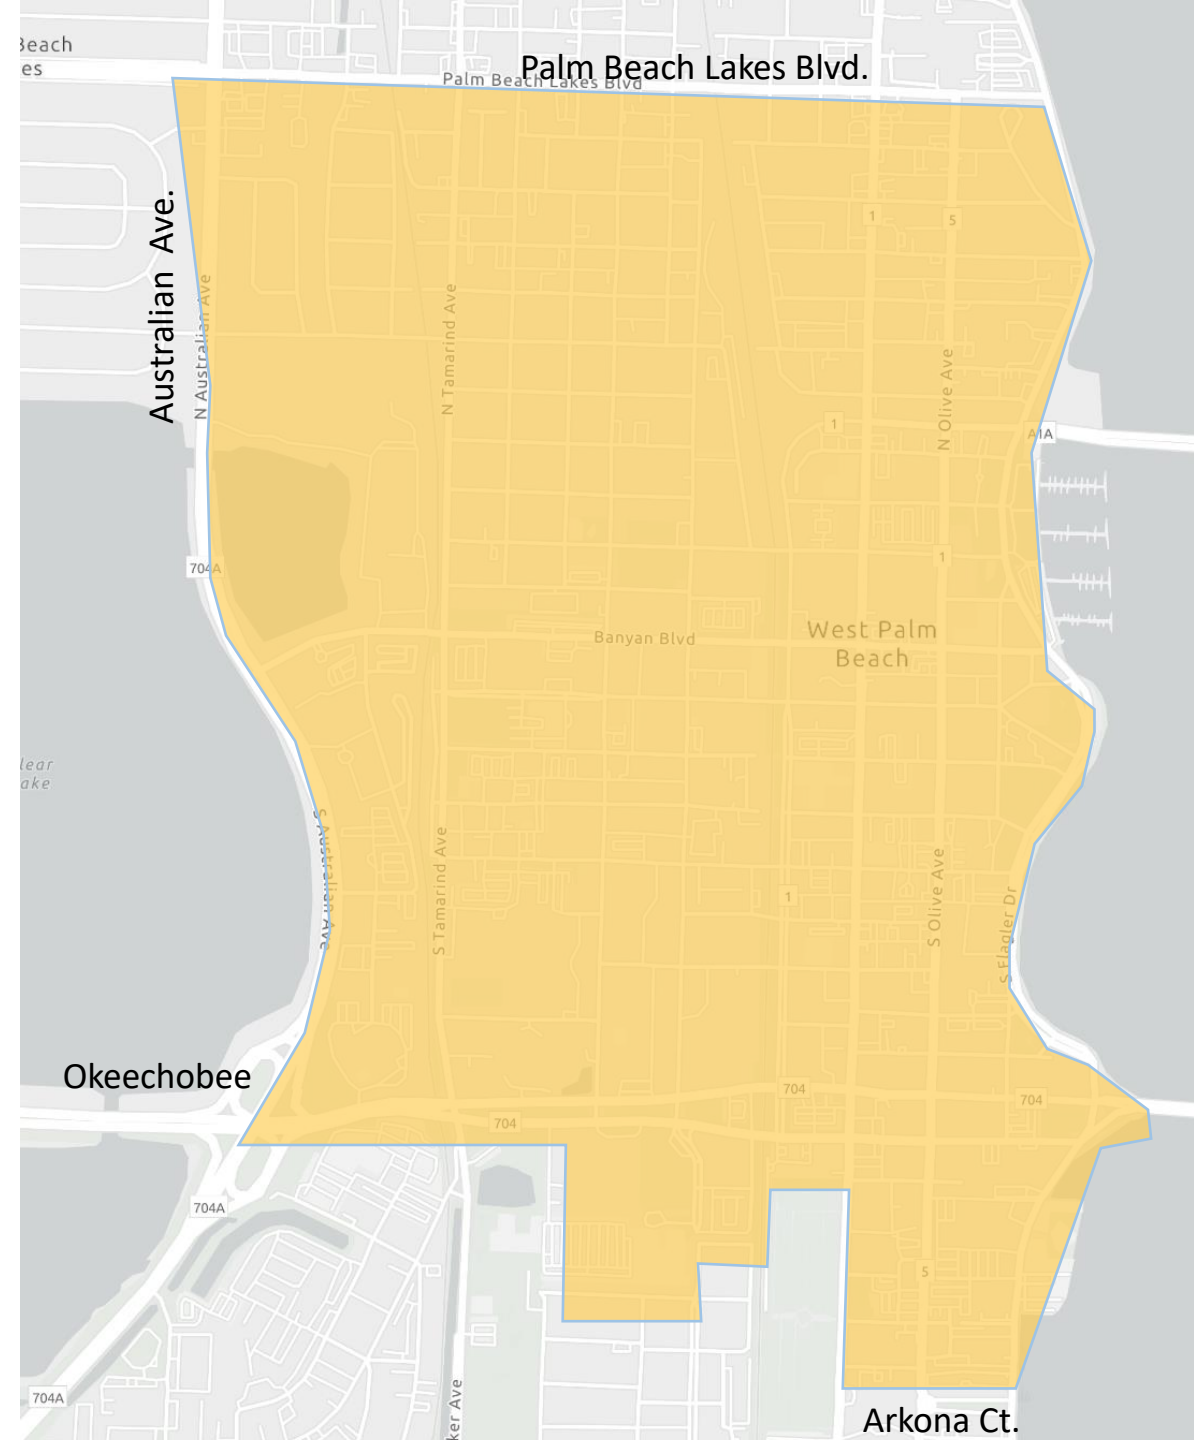 Beach
es
Palm Beach Lakes Blvd.
Palm Beach Lakes Blvd
Australian Ave.
N Australian Ave
1
5
N Tamarind Ave
N Olive Ave
1
A1A
704A
1
Banyan Blvd
West Palm
Beach
lear
ake
S Australian Ave
S Tamarind Ave
1
S Olive Ave
S Flagler Dr
Okeechobee
704
704
704
704A
5
704A
ker Ave
Arkona Ct.